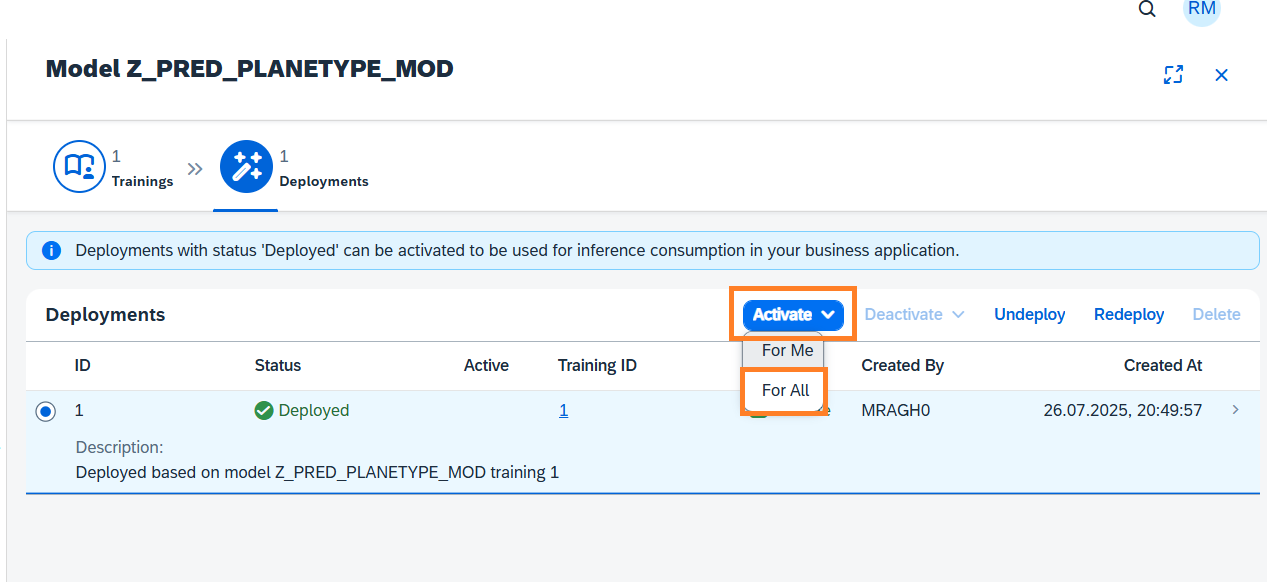 RM
Model Z_PRED_PLANETYPE_MOD
1
Trainings
1
Deployments
Deployments with status 'Deployed' can be activated to be used for inference consumption in your business application.
Deployments Activate Deactivate Undeploy Redeploy Delete
For Me
For All
ID Status Active Training ID Created By Created At
1 Deployed 1 MRAGH0 26.07.2025, 20:49:57
Description:
Deployed based on model Z_PRED_PLANETYPE_MOD training 1